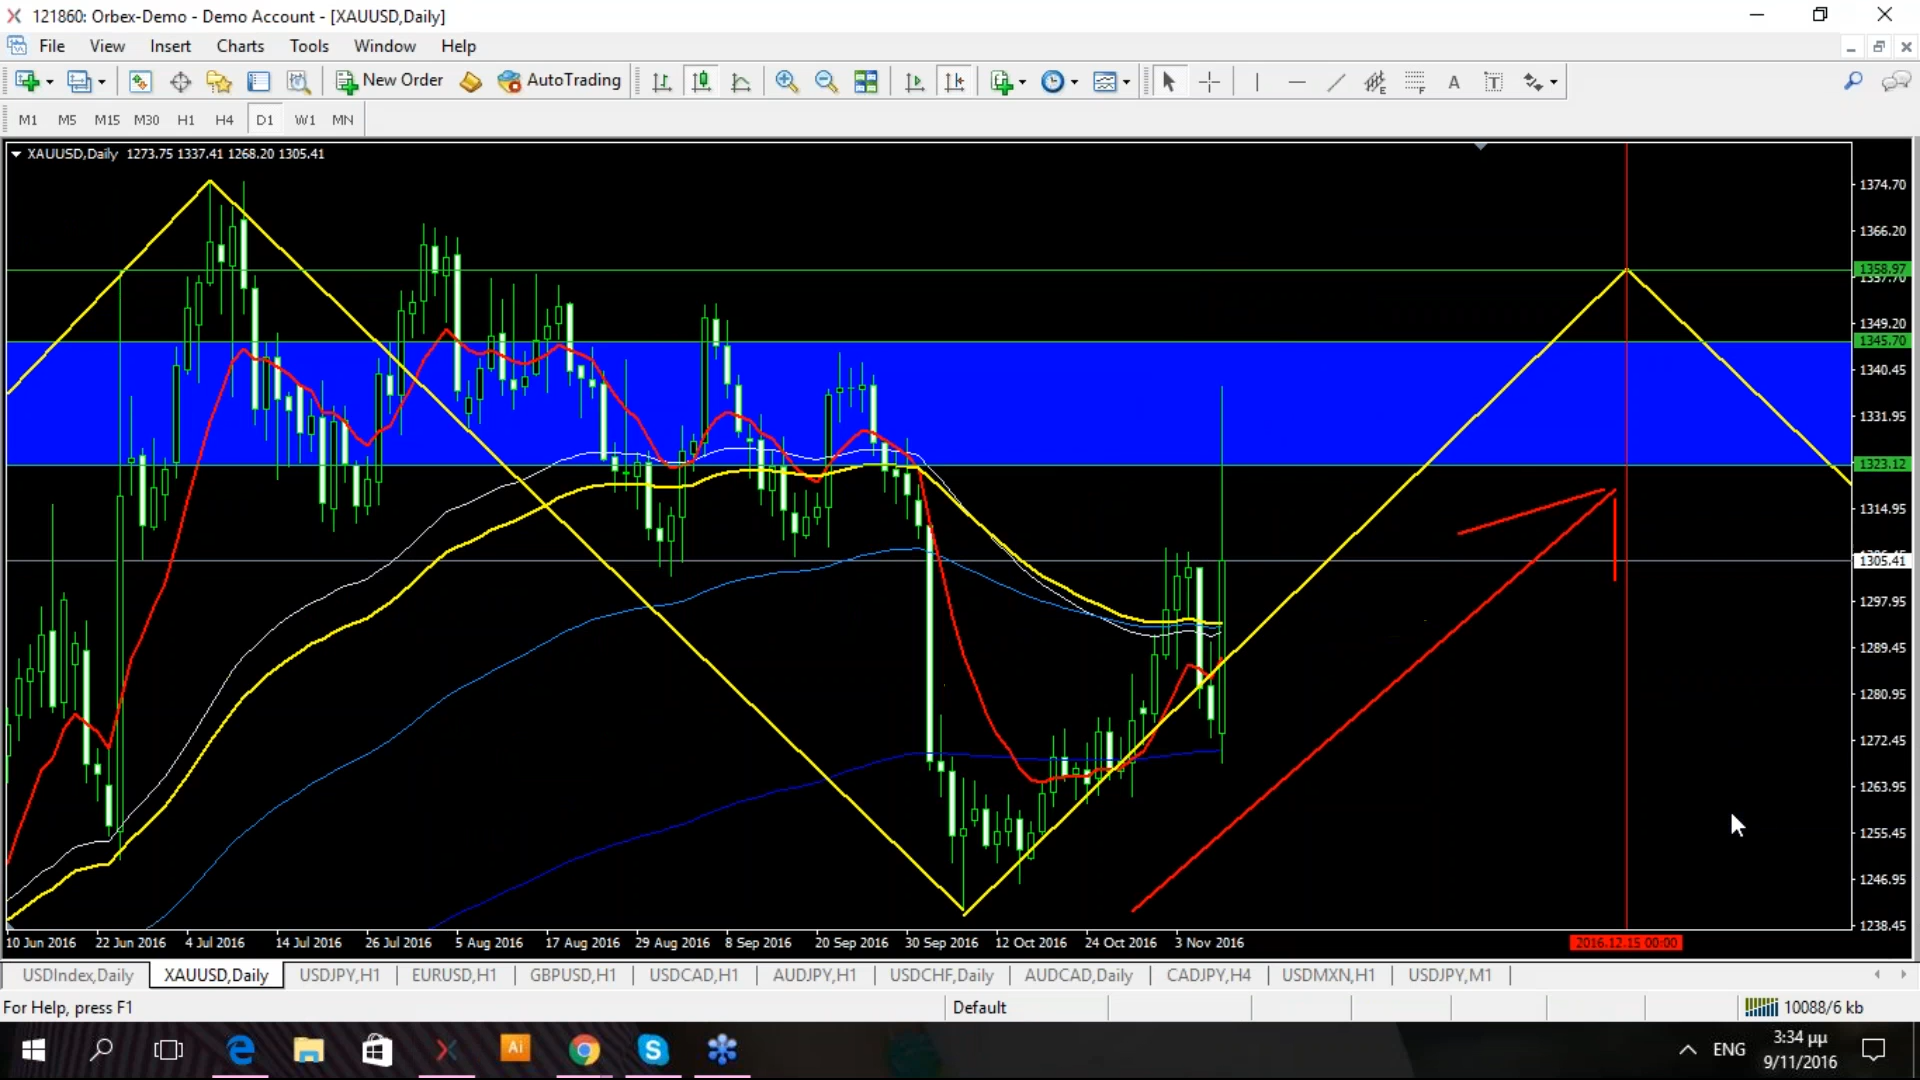 121860: Orbex-Demo - Demo Account - [XAUUSD,Daily]
File View Insert Charts Tools Window Help
New Order AutoTrading
M1 M5 M15 M30 H1 H4 D1 W1 MN
XAUUSD,Daily 1273.75 1337.41 1268.20 1305.41
1374.70
1366.20
1358.97
1357.70
1349.20
1345.70
1340.45
1331.95
1323.12
1314.95
1305.41
1297.95
1289.45
1280.95
1272.45
1263.95
1255.45
1246.95
1238.45
10 Jun 2016 22 Jun 2016 4 Jul 2016 14 Jul 2016 26 Jul 2016 5 Aug 2016 17 Aug 2016 29 Aug 2016 8 Sep 2016 20 Sep 2016 30 Sep 2016 12 Oct 2016 24 Oct 2016 3 Nov 2016 2016.12.15 00:00
USDIndex,Daily XAUUSD,Daily USDJPY,H1 EURUSD,H1 GBPUSD,H1 USDCAD,H1 AUDJPY,H1 USDCHF,Daily AUDCAD,Daily CADJPY,H4 USDMXN,H1 USDJPY,M1
For Help, press F1 Default 10088/6 kb
Ai ENG 3:34 μμ
9/11/2016